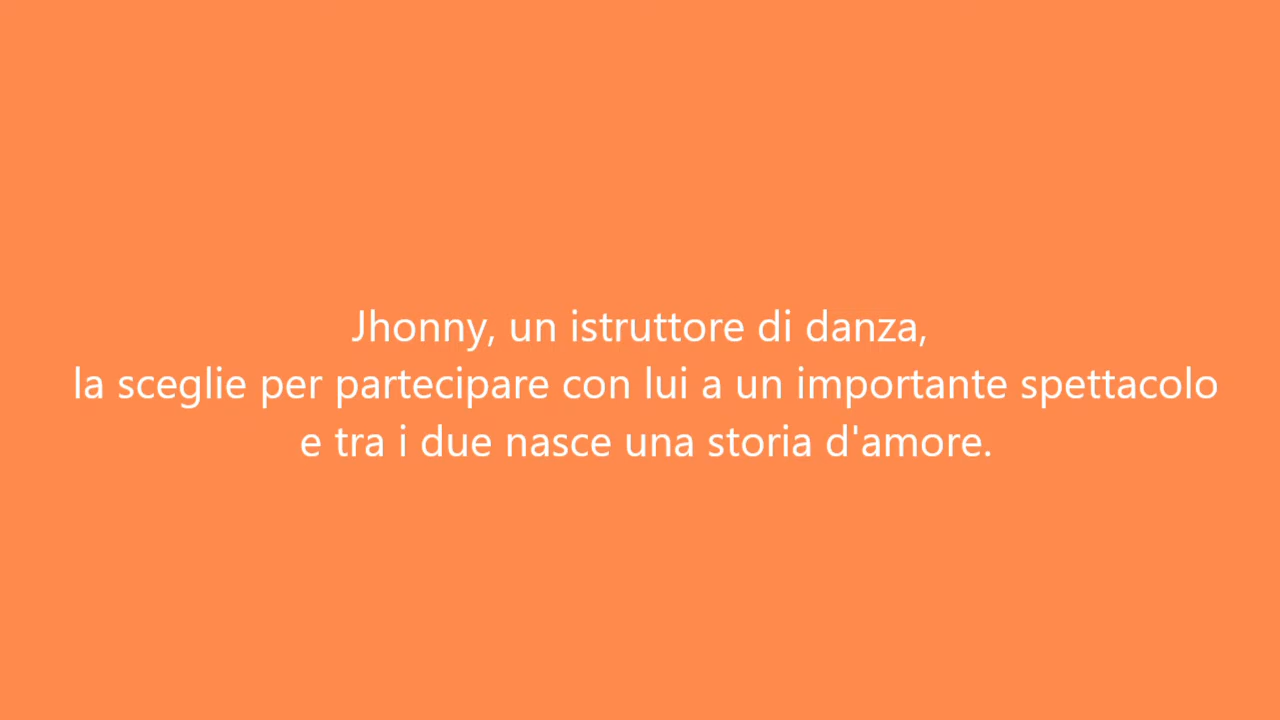 Jhonny, un istruttore di danza,
la sceglie per partecipare con lui a un importante spettacolo
e tra i due nasce una storia d'amore.